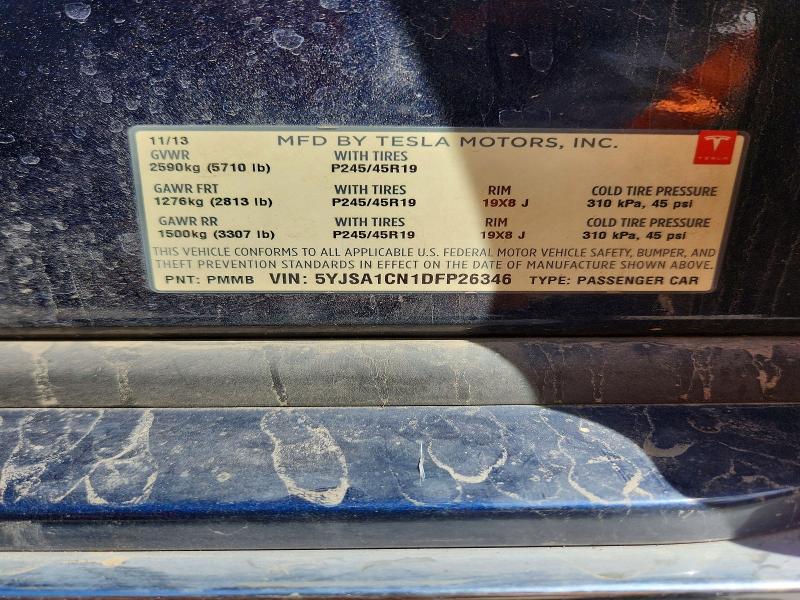 11/13 MFD BY TESLA MOTORS, INC.
GVWR WITH TIRES
2590kg (5710 lb) P245/45R19
GAWR FRT WITH TIRES RIM COLD TIRE PRESSURE
1276kg (2813 lb) P245/45R19 19X8 J 310 kPa, 45 psi
GAWR RR WITH TIRES RIM COLD TIRE PRESSURE
1500kg (3307 lb) P245/45R19 19X8 J 310 kPa, 45 psi
THIS VEHICLE CONFORMS TO ALL APPLICABLE U.S. FEDERAL MOTOR VEHICLE SAFETY, BUMPER, AND
THEFT PREVENTION STANDARDS IN EFFECT ON THE DATE OF MANUFACTURE SHOWN ABOVE.
PNT: PMMB VIN: 5YJSA1CN1DFP26346 TYPE: PASSENGER CAR
TESLA